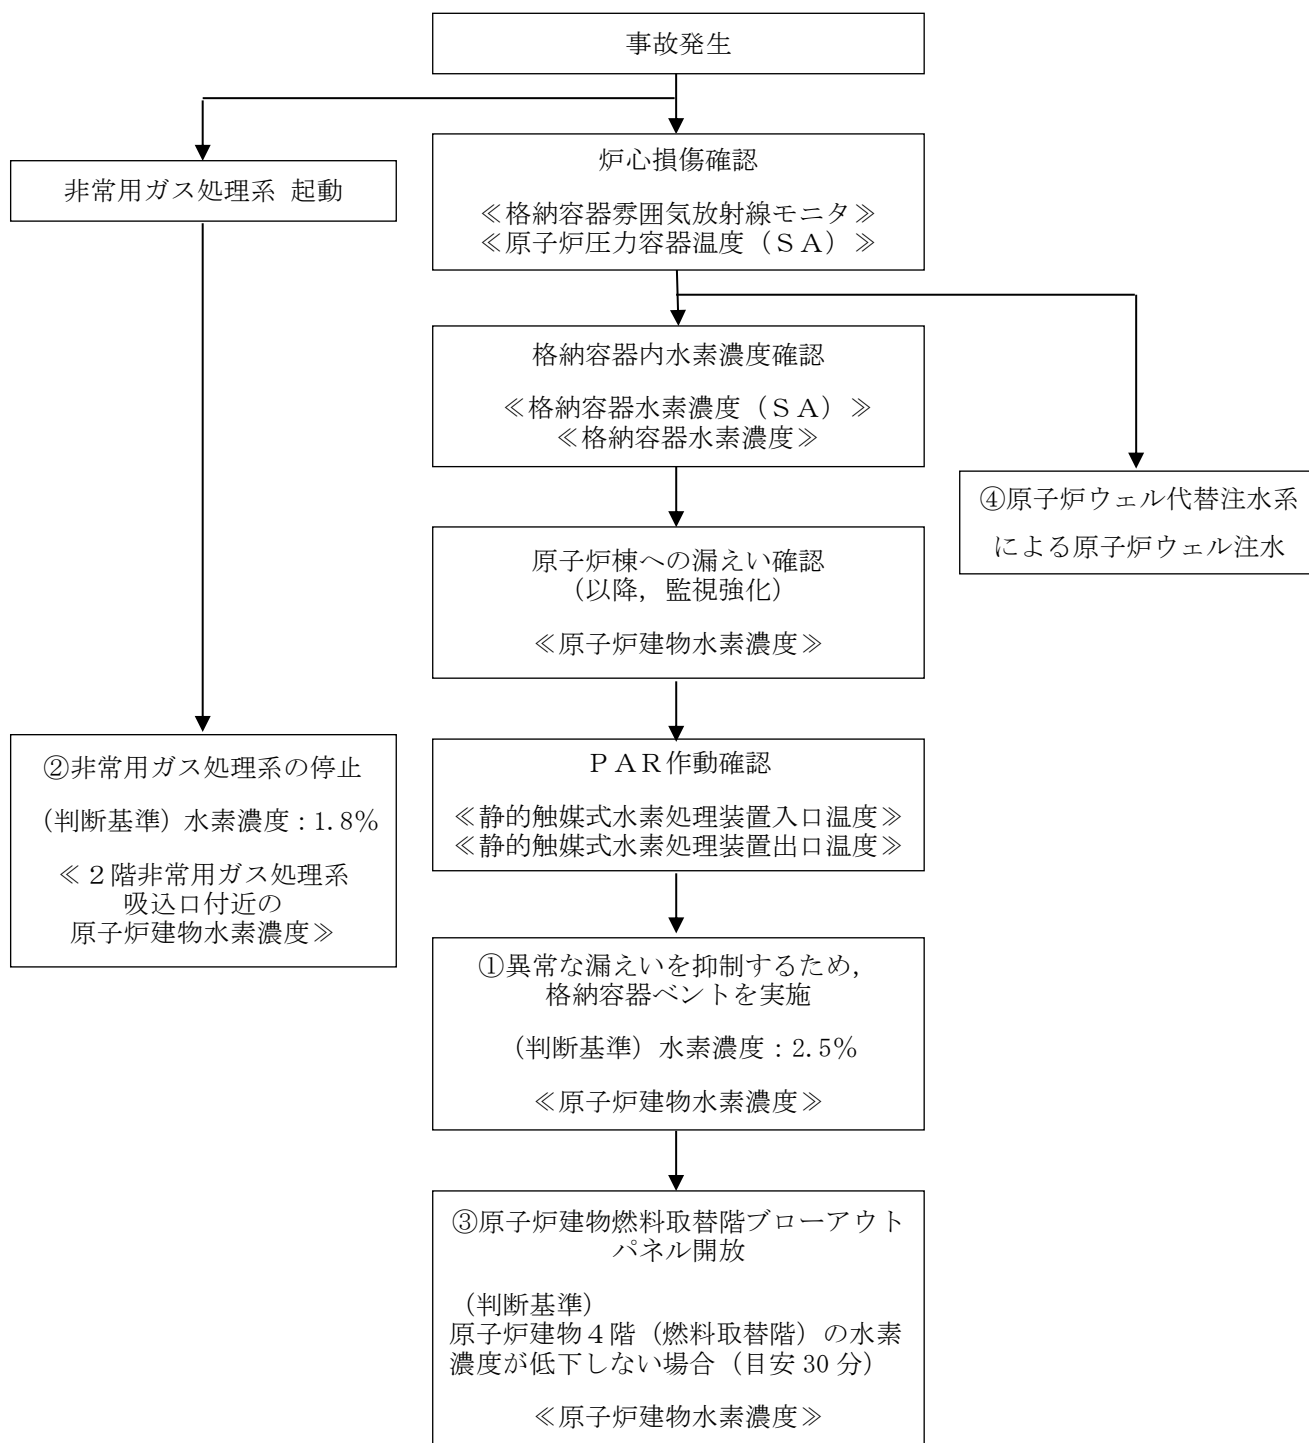 事故発生
非常用ガス処理系 起動
炉心損傷確認
≪格納容器雰囲気放射線モニタ≫
≪原子炉圧力容器温度（ＳＡ）≫
格納容器内水素濃度確認
≪格納容器水素濃度（ＳＡ）≫
≪格納容器水素濃度≫
④原子炉ウェル代替注水系
による原子炉ウェル注水
原子炉棟への漏えい確認
（以降，監視強化）
≪原子炉建物水素濃度≫
②非常用ガス処理系の停止
（判断基準）水素濃度：1.8%
≪２階非常用ガス処理系
吸込口付近の
原子炉建物水素濃度≫
ＰＡＲ作動確認
≪静的触媒式水素処理装置入口温度≫
≪静的触媒式水素処理装置出口温度≫
①異常な漏えいを抑制するため，
格納容器ベントを実施
（判断基準）水素濃度：2.5%
≪原子炉建物水素濃度≫
③原子炉建物燃料取替階ブローアウト
パネル開放
（判断基準）
原子炉建物４階（燃料取替階）の水素
濃度が低下しない場合（目安 30 分）
≪原子炉建物水素濃度≫